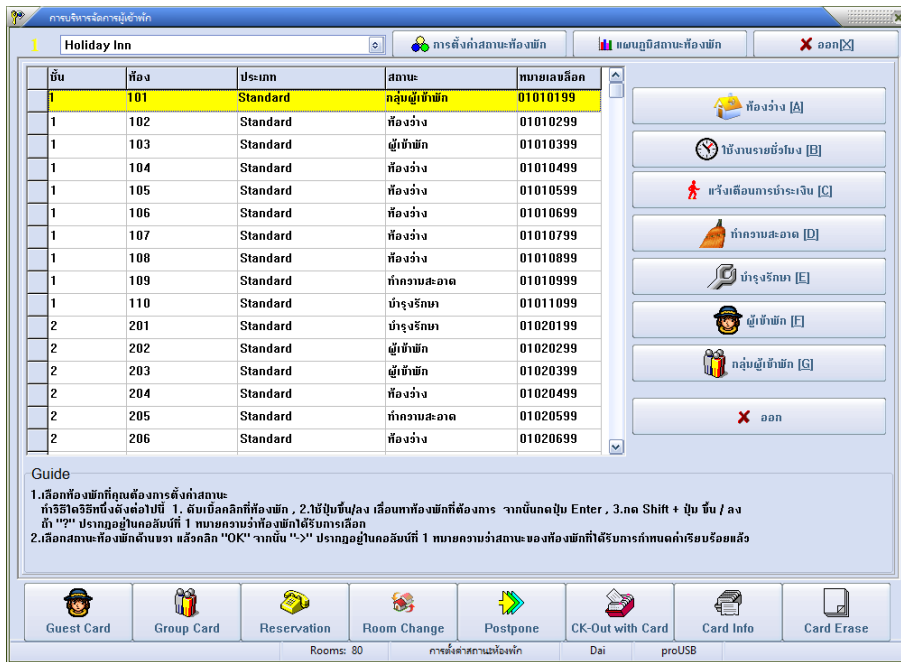 การบริหารจัดการผู้เข้าพัก
1 Holiday Inn การตั้งค่าสถานะห้องพัก แผนภูมิสถานะห้องพัก ออก[X]
ชั้น ห้อง ประเภท สถานะ หมายเลขล็อค
1 101 Standard กลุ่มผู้เข้าพัก 01010199
1 102 Standard ห้องว่าง 01010299
1 103 Standard ผู้เข้าพัก 01010399
1 104 Standard ห้องว่าง 01010499
1 105 Standard ห้องว่าง 01010599
1 106 Standard ห้องว่าง 01010699
1 107 Standard ห้องว่าง 01010799
1 108 Standard ห้องว่าง 01010899
1 109 Standard ทำความสะอาด 01010999
1 110 Standard บำรุงรักษา 01011099
2 201 Standard บำรุงรักษา 01020199
2 202 Standard ผู้เข้าพัก 01020299
2 203 Standard ผู้เข้าพัก 01020399
2 204 Standard ห้องว่าง 01020499
2 205 Standard ทำความสะอาด 01020599
2 206 Standard ห้องว่าง 01020699
ห้องว่าง [A]
ใช้งานรายชั่วโมง [B]
แจ้งเตือนการชำระเงิน [C]
ทำความสะอาด [D]
บำรุงรักษา [E]
ผู้เข้าพัก [F]
กลุ่มผู้เข้าพัก [G]
ออก
Guide
1.เลือกห้องพักที่คุณต้องการตั้งค่าสถานะ
ทำวิธีใดวิธีหนึ่งดังต่อไปนี้ 1. ดับเบิ้ลคลิกที่ห้องพัก , 2.ใช้ปุ่มขึ้น/ลง เลื่อนหาห้องพักที่ต้องการ จากนั้นกดปุ่ม Enter , 3.กด Shift + ปุ่ม ขึ้น / ลง
ถ้า "?" ปรากฏอยู่ในคอลัมน์ที่ 1 หมายความว่าห้องพักได้รับการเลือก
2.เลือกสถานะห้องพักด้านขวา แล้วคลิก "OK" จากนั้น "->" ปรากฏอยู่ในคอลัมน์ที่ 1 หมายความว่าสถานะของห้องพักที่ได้รับการกำหนดค่าเรียบร้อยแล้ว
Guest Card Group Card Reservation Room Change Postpone CK-Out with Card Card Info Card Erase
Rooms: 80 การตั้งค่าสถานะห้องพัก Dai proUSB